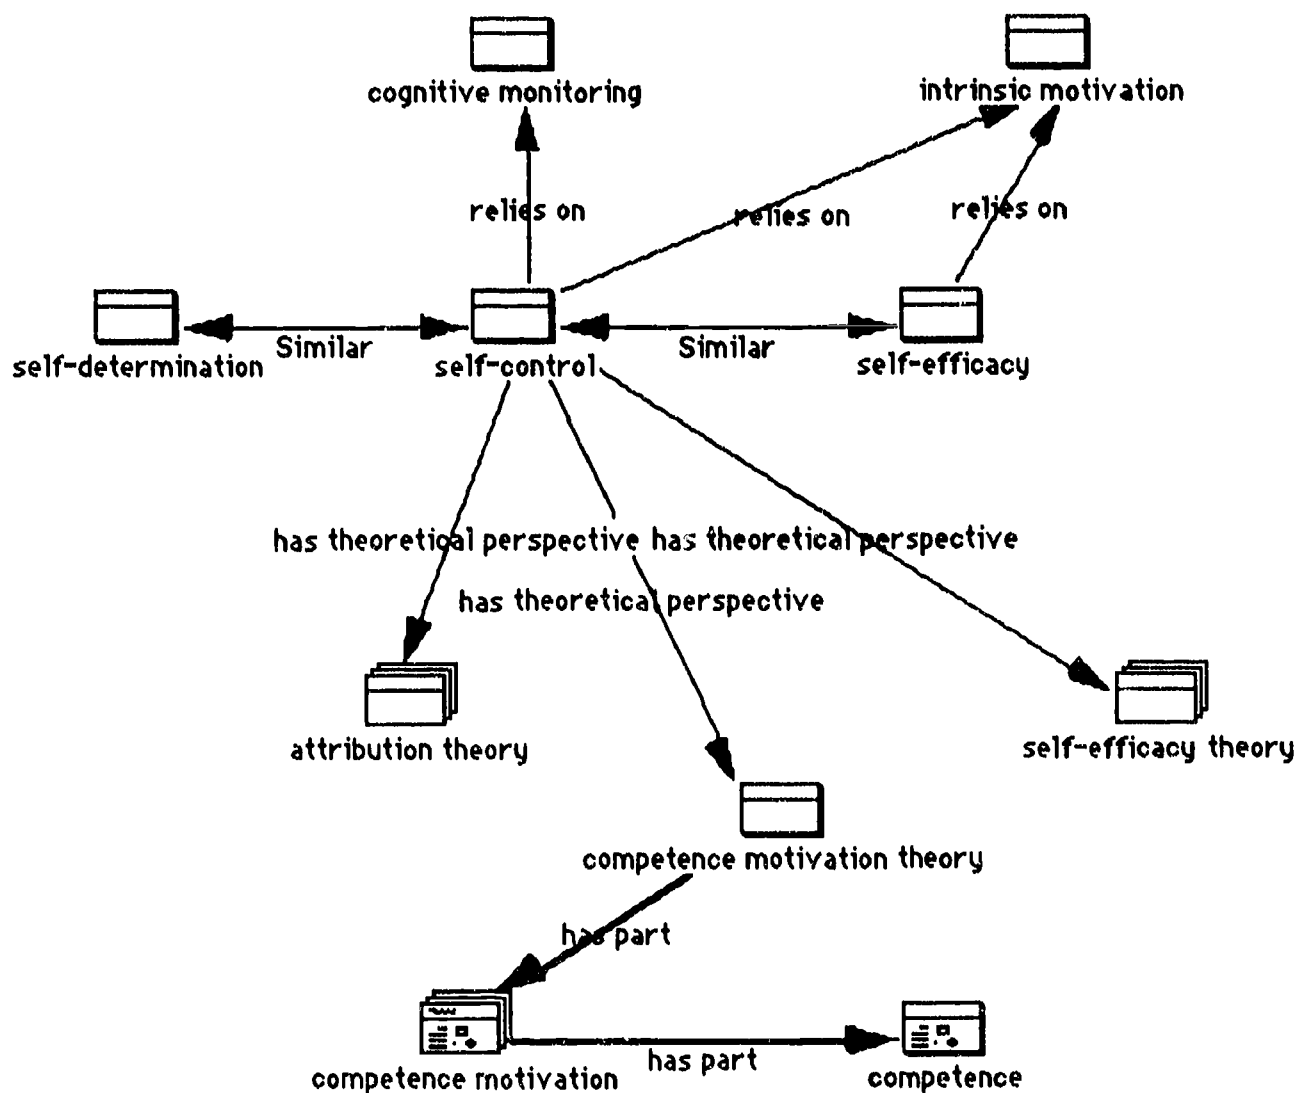 cognitive monitoring
intrinsic motivation
relies on
relies on
relies on
Similar
Similar
self-determination
self-control
self-efficacy
has theoretical perspective
has theoretical perspective
has theoretical perspective
attribution theory
self-efficacy theory
competence motivation theory
has part
has part
competence motivation
competence